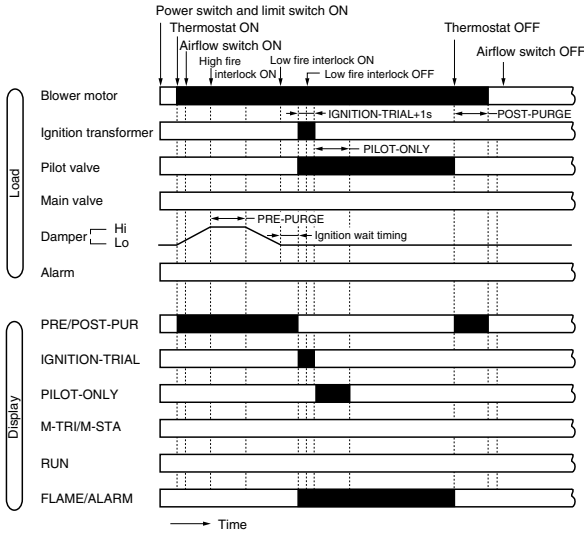 Power switch and limit switch ON
Thermostat ON
Thermostat OFF
Airflow switch ON
Airflow switch OFF
High fire
interlock ON
Low fire interlock ON
Low fire interlock OFF
Load
Blower motor
IGNITION-TRIAL+1s
POST-PURGE
Ignition transformer
PILOT-ONLY
Pilot valve
Main valve
PRE-PURGE
Damper
Hi
Lo
Ignition wait timing
Alarm
Display
PRE/POST-PUR
IGNITION-TRIAL
PILOT-ONLY
M-TRI/M-STA
RUN
FLAME/ALARM
Time